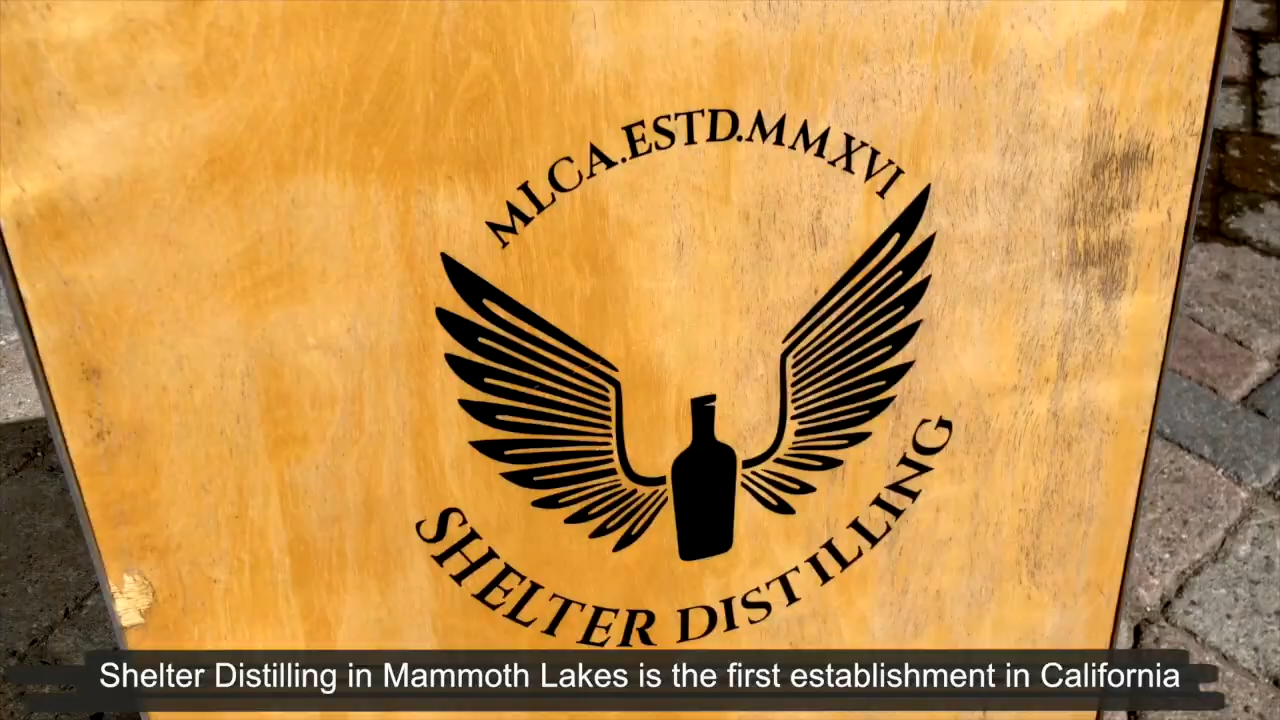 MLCA.ESTD.MMXVI
SHELTER DISTILLING
Shelter Distilling in Mammoth Lakes is the first establishment in California